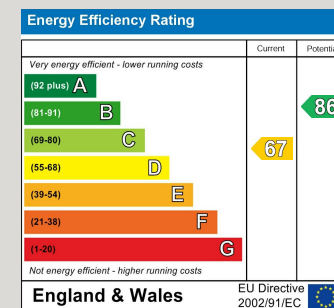 Energy Efficiency Rating
Current
Very energy efficient - lower running costs
(92 plus) A
(81-91) B
86
(69-80) C
67
(55-68) D
(39-54) E
(21-38) F
(1-20) G
Not energy efficient - higher running costs
England & Wales
EU Directive
2002/91/EC